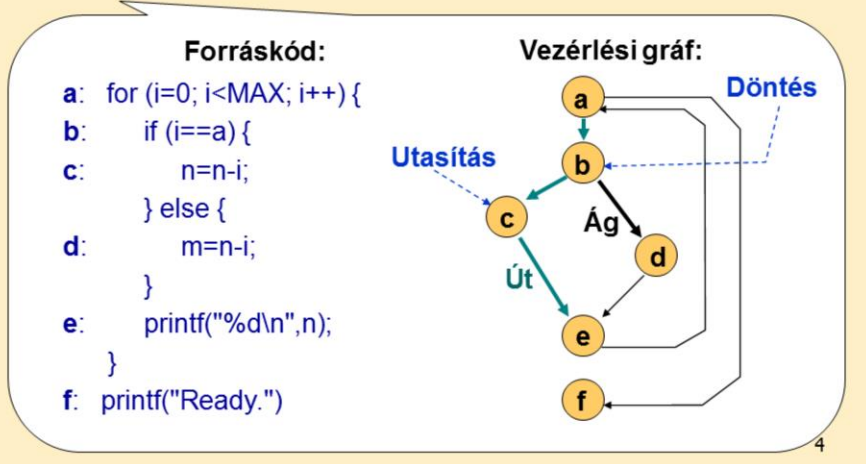 Forráskód:
a: for (i=0; i<MAX; i++) {
b: if (i==a) {
c: n=n-i;
} else {
d: m=n-i;
}
e: printf("%d\n",n);
}
f: printf("Ready.")
Vezérlési gráf:
Döntés
Utasítás
Ág
Út
a
b
c
d
e
f
4